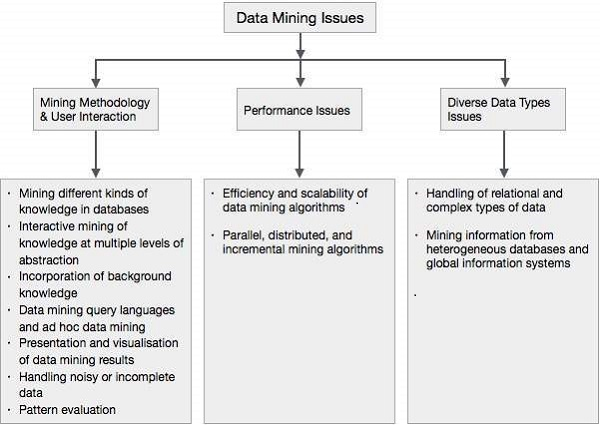 Data Mining Issues
Mining Methodology
& User Interaction
Performance Issues
Diverse Data Types
Issues
· Mining different kinds of
knowledge in databases
· Interactive mining of
knowledge at multiple levels of
abstraction
· Incorporation of background
knowledge
· Data mining query languages
and ad hoc data mining
· Presentation and visualisation
of data mining results
· Handling noisy or incomplete
data
· Pattern evaluation
· Efficiency and scalability of
data mining algorithms
· Parallel, distributed, and
incremental mining algorithms
· Handling of relational and
complex types of data
· Mining information from
heterogeneous databases and
global information systems